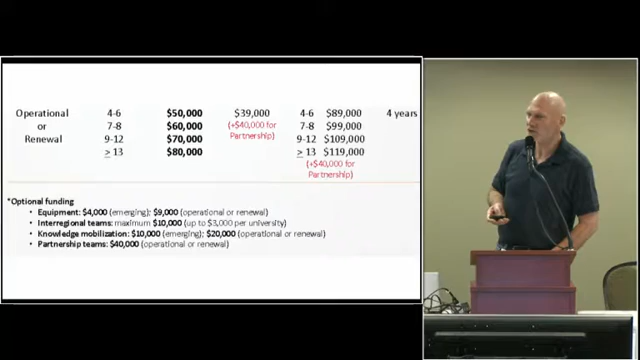 Operational 4-6 $50,000 $39,000 4-6 $89,000 4 years
or 7-8 $60,000 (+$40,000 for 7-8 $99,000
Renewal 9-12 $70,000 Partnership) 9-12 $109,000
> 13 $80,000 > 13 $119,000
(+$40,000 for
Partnership)
*Optional funding
• Equipment: $4,000 (emerging); $9,000 (operational or renewal)
• Interregional teams: maximum $10,000 (up to $3,000 per university)
• Knowledge mobilization: $10,000 (emerging); $20,000 (operational or renewal)
• Partnership teams: $40,000 (operational or renewal)